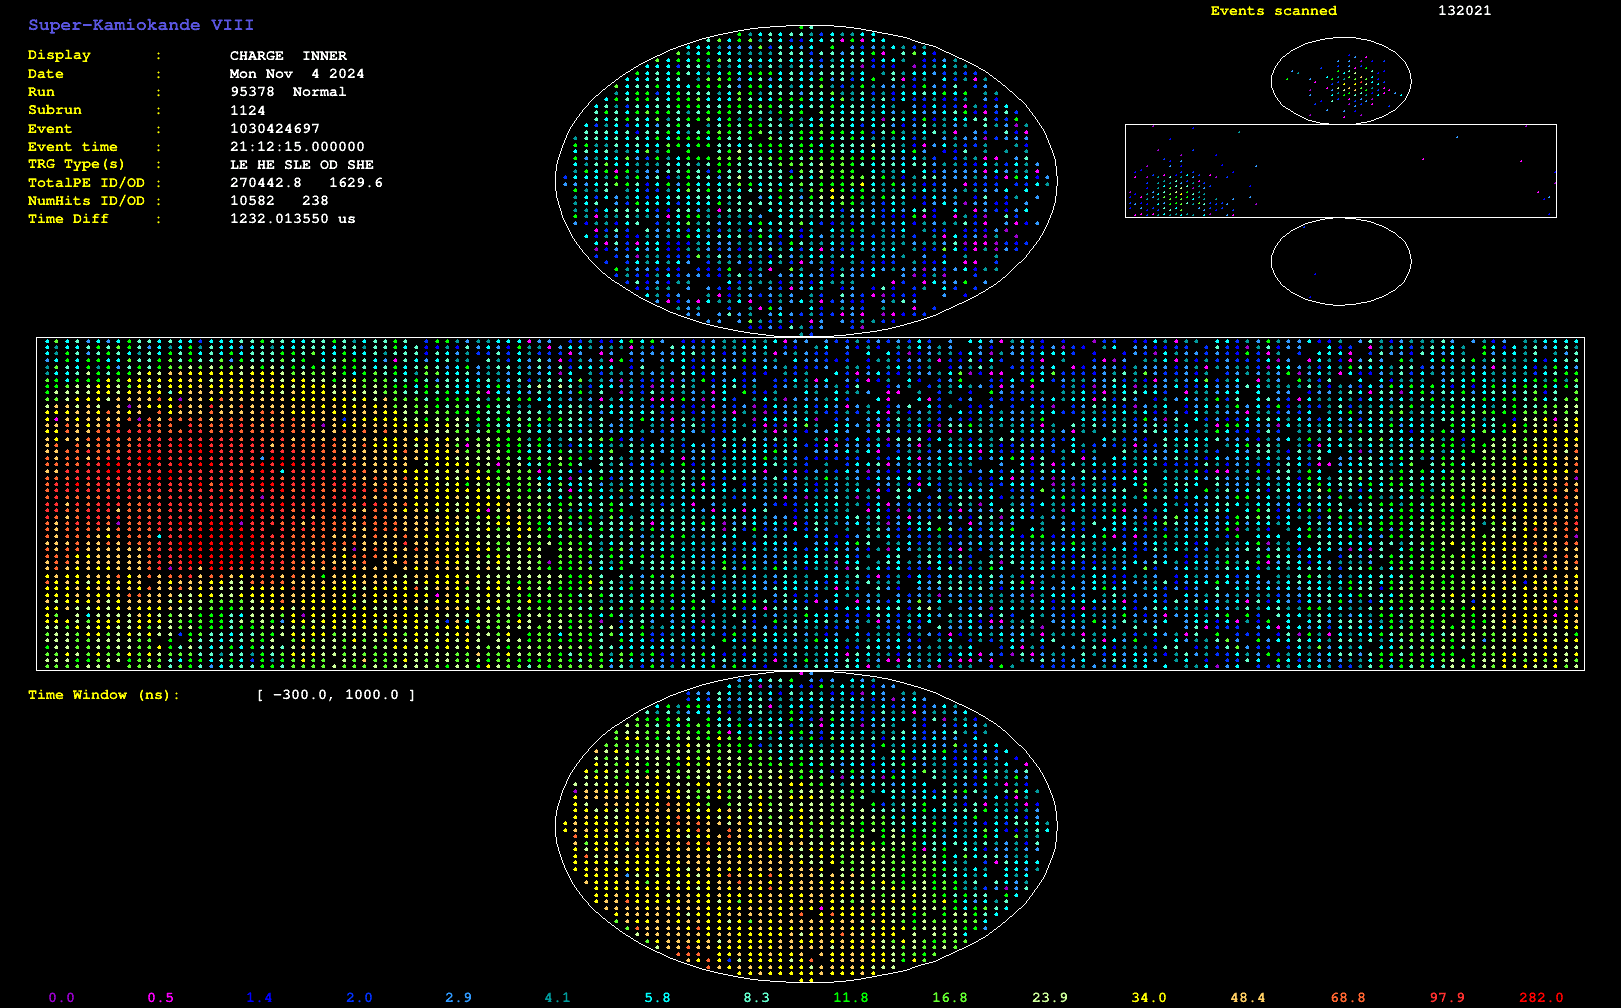 Super-Kamiokande VIII
Events scanned 132021
Display : CHARGE INNER
Date : Mon Nov 4 2024
Run : 95378 Normal
Subrun : 1124
Event : 1030424697
Event time : 21:12:15.000000
TRG Type(s) : LE HE SLE OD SHE
TotalPE ID/OD : 270442.8 1629.6
NumHits ID/OD : 10582 238
Time Diff : 1232.013550 us
Time Window (ns): [ −300.0, 1000.0 ]
0.0 0.5 1.4 2.0 2.9 4.1 5.8 8.3 11.8 16.8 23.9 34.0 48.4 68.8 97.9 282.0